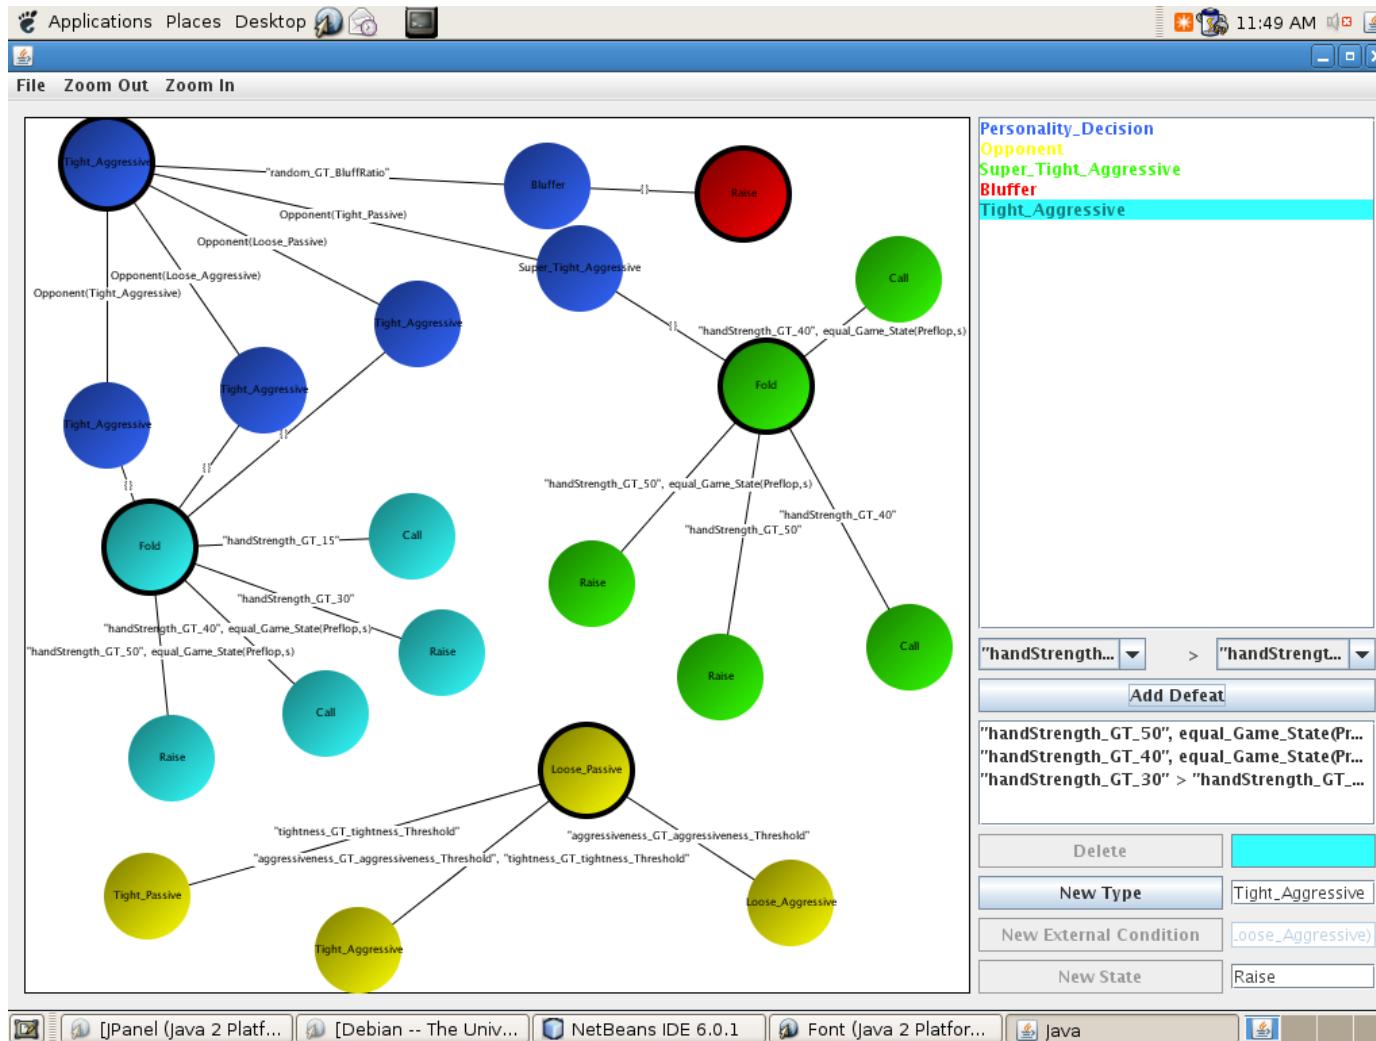 Applications Places Desktop
11:49 AM
File Zoom Out Zoom In
Tight_Aggressive
"random_GT_BluffRatio"
Bluffer
{}
Raise
Opponent(Tight_Passive)
Opponent(Loose_Passive)
Super_Tight_Aggressive
Opponent(Loose_Aggressive)
Opponent(Tight_Aggressive)
Call
Tight_Aggressive
{}
"handStrength_GT_40", equal_Game_State(Preflop,s)
Tight_Aggressive
Fold
Tight_Aggressive
{}
{}
{}
"handStrength_GT_50", equal_Game_State(Preflop,s)
"handStrength_GT_40"
"handStrength_GT_50"
Fold
"handStrength_GT_15"
Call
Raise
"handStrength_GT_30"
"handStrength_GT_40", equal_Game_State(Preflop,s)
"handStrength_GT_50", equal_Game_State(Preflop,s)
Raise
Call
Raise
Call
Raise
Loose_Passive
"tightness_GT_tightness_Threshold"
"aggressiveness_GT_aggressiveness_Threshold"
"aggressiveness_GT_aggressiveness_Threshold", "tightness_GT_tightness_Threshold"
Tight_Passive
Loose_Aggressive
Tight_Aggressive
Personality_Decision
Opponent
Super_Tight_Aggressive
Bluffer
Tight_Aggressive
"handStrength... > "handStrengt...
Add Defeat
"handStrength_GT_50", equal_Game_State(Pr...
"handStrength_GT_40", equal_Game_State(Pr...
"handStrength_GT_30" > "handStrength_GT_...
Delete
New Type Tight_Aggressive
New External Condition Loose_Aggressive)
New State Raise
[JPanel (Java 2 Platf... [Debian -- The Univ... NetBeans IDE 6.0.1 Font (Java 2 Platfor... Java